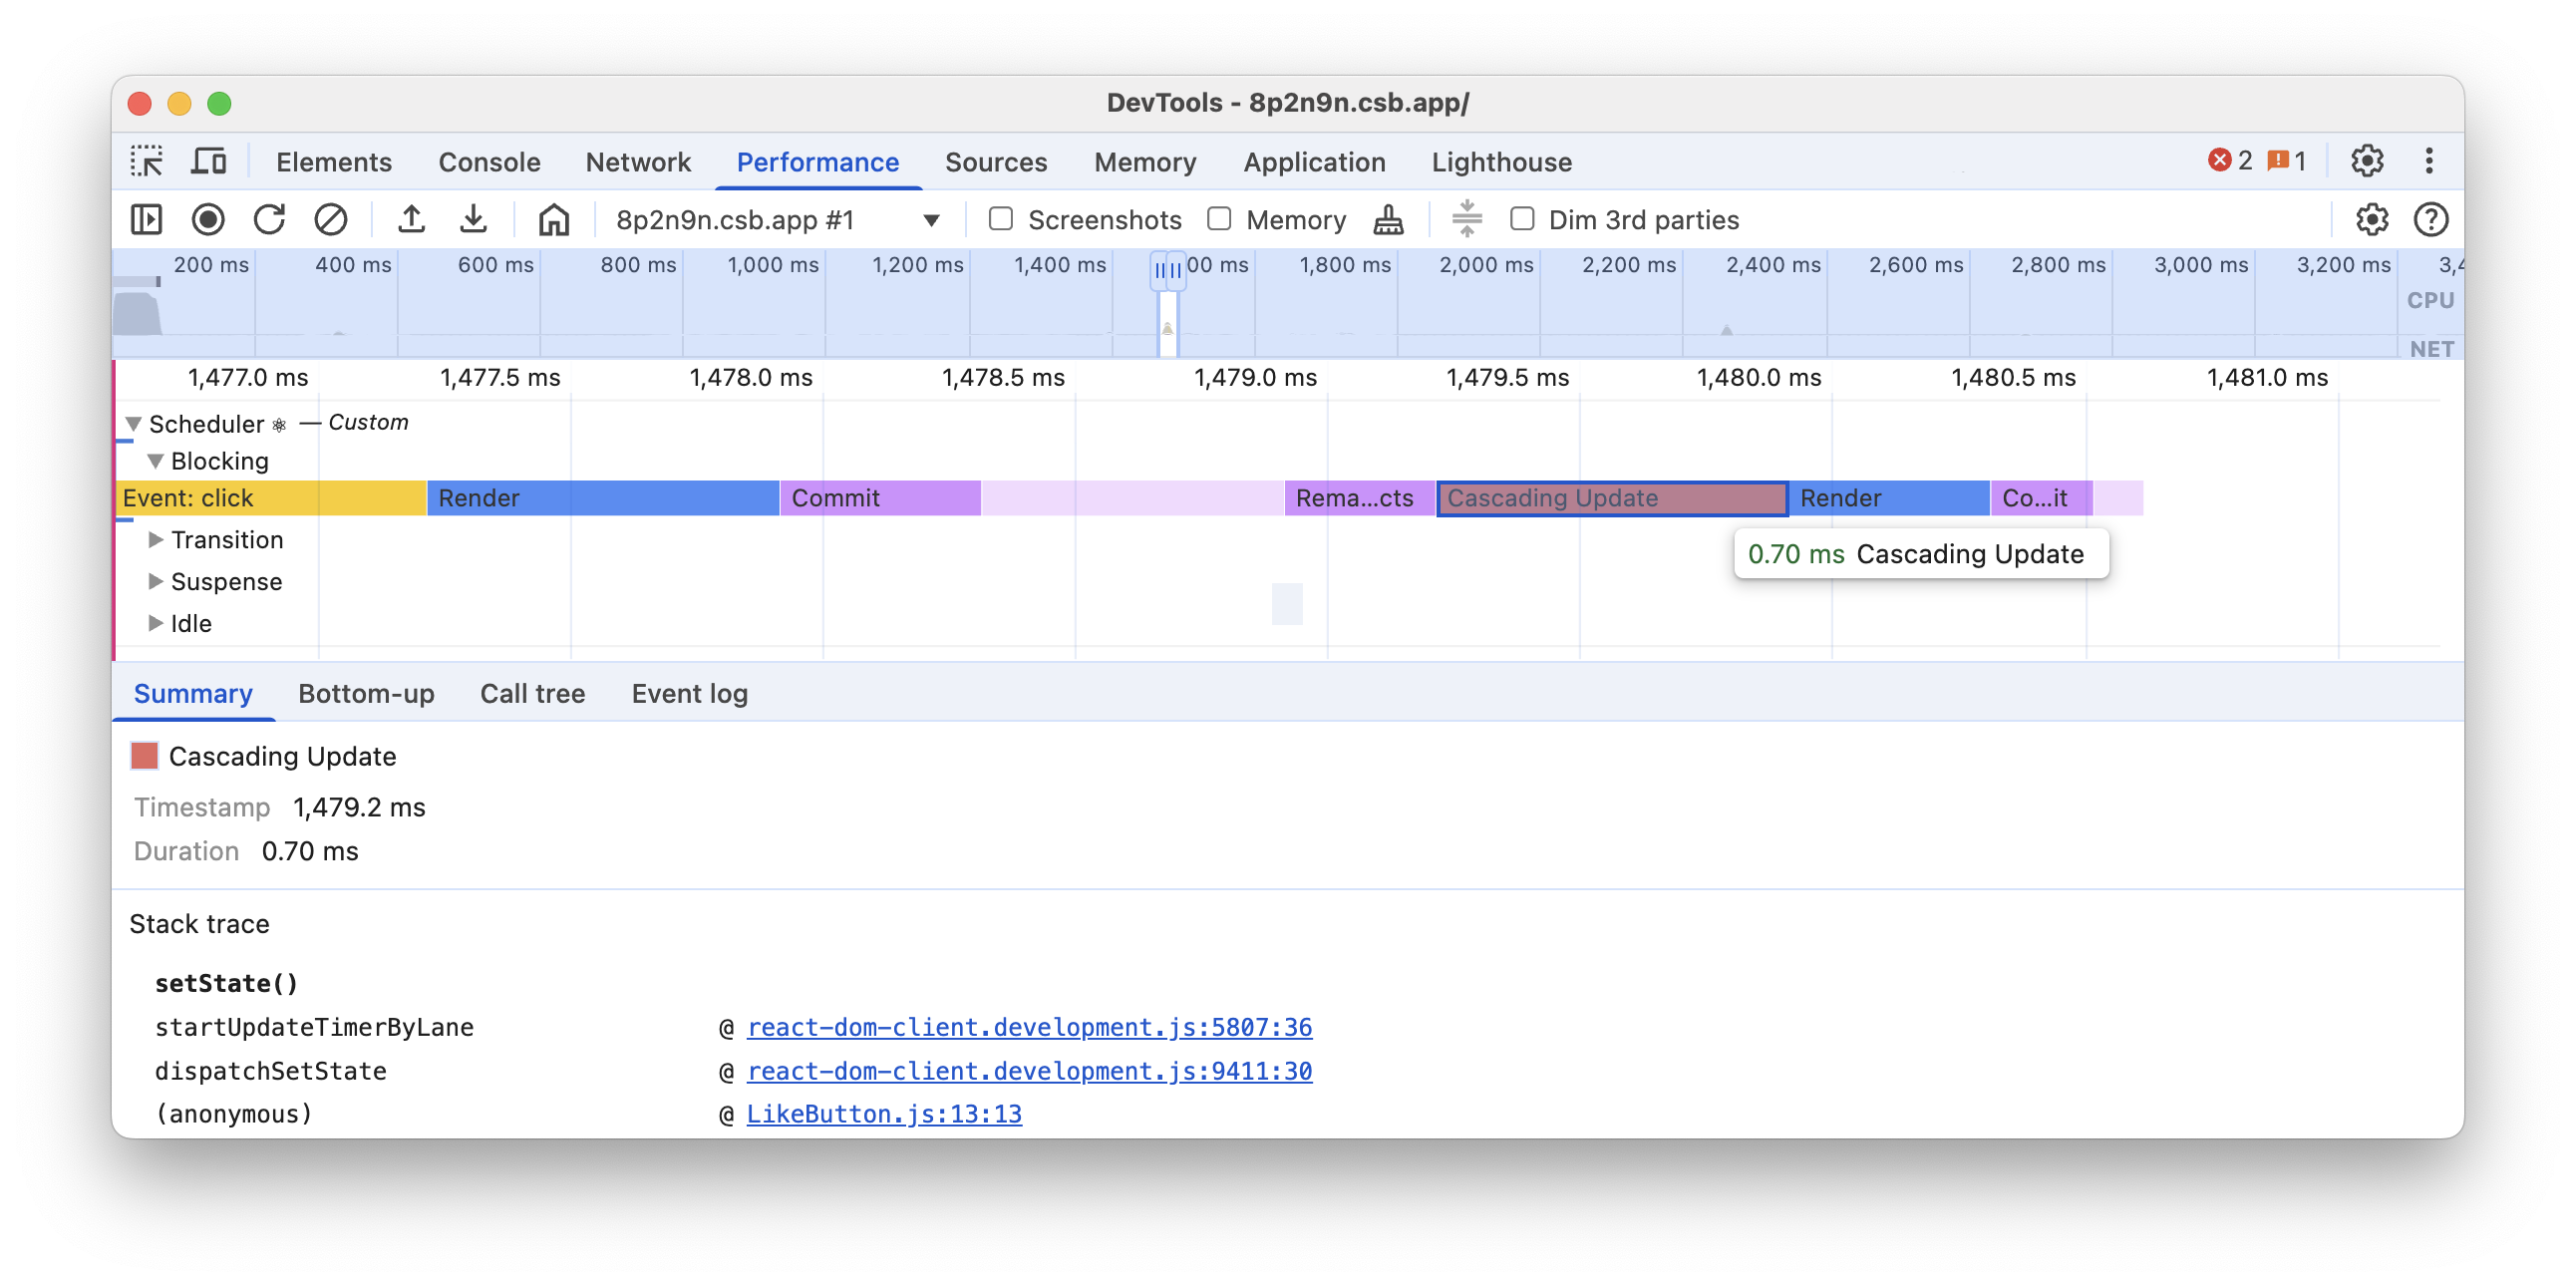 DevTools - 8p2n9n.csb.app/
Elements Console Network Performance Sources Memory Application Lighthouse 2 1
8p2n9n.csb.app #1 Screenshots Memory Dim 3rd parties
200 ms 400 ms 600 ms 800 ms 1,000 ms 1,200 ms 1,400 ms 00 ms 1,800 ms 2,000 ms 2,200 ms 2,400 ms 2,600 ms 2,800 ms 3,000 ms 3,200 ms 3,4
CPU
NET
1,477.0 ms 1,477.5 ms 1,478.0 ms 1,478.5 ms 1,479.0 ms 1,479.5 ms 1,480.0 ms 1,480.5 ms 1,481.0 ms
Scheduler ⚛ — Custom
Blocking
Event: click Render Commit Rema…cts Cascading Update Render Co…it
Transition
0.70 ms Cascading Update
Suspense
Idle
Summary Bottom-up Call tree Event log
Cascading Update
Timestamp 1,479.2 ms
Duration 0.70 ms
Stack trace
setState()
startUpdateTimerByLane @ react-dom-client.development.js:5807:36
dispatchSetState @ react-dom-client.development.js:9411:30
(anonymous) @ LikeButton.js:13:13